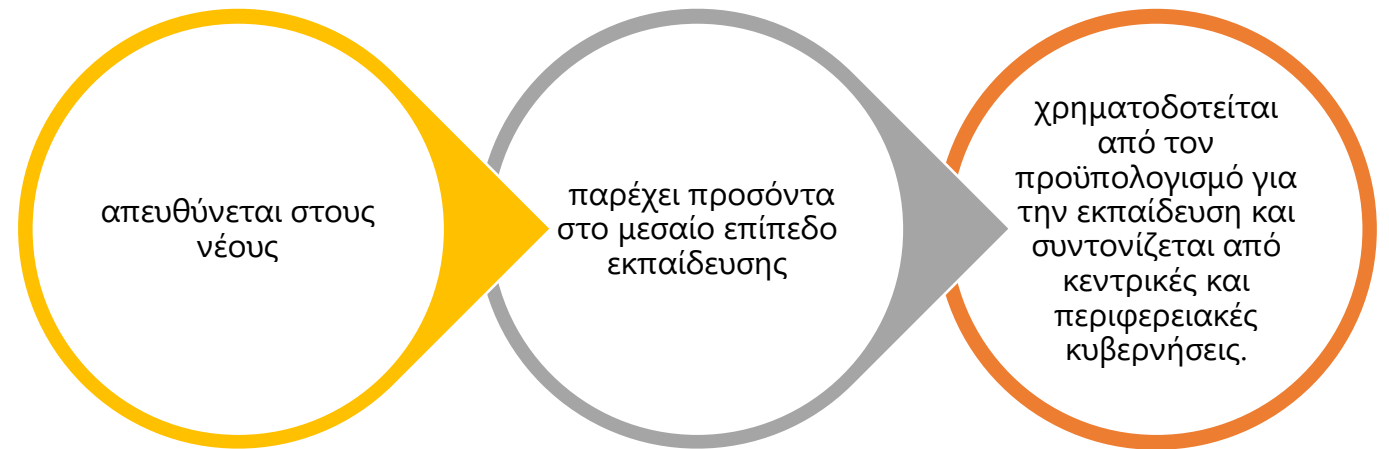 απευθύνεται στους
νέους
παρέχει προσόντα
στο μεσαίο επίπεδο
εκπαίδευσης
χρηματοδοτείται
από τον
προϋπολογισμό για
την εκπαίδευση και
συντονίζεται από
κεντρικές και
περιφερειακές
κυβερνήσεις.